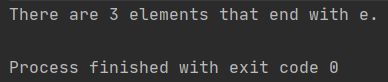 There are 3 elements that end with e.
Process finished with exit code 0